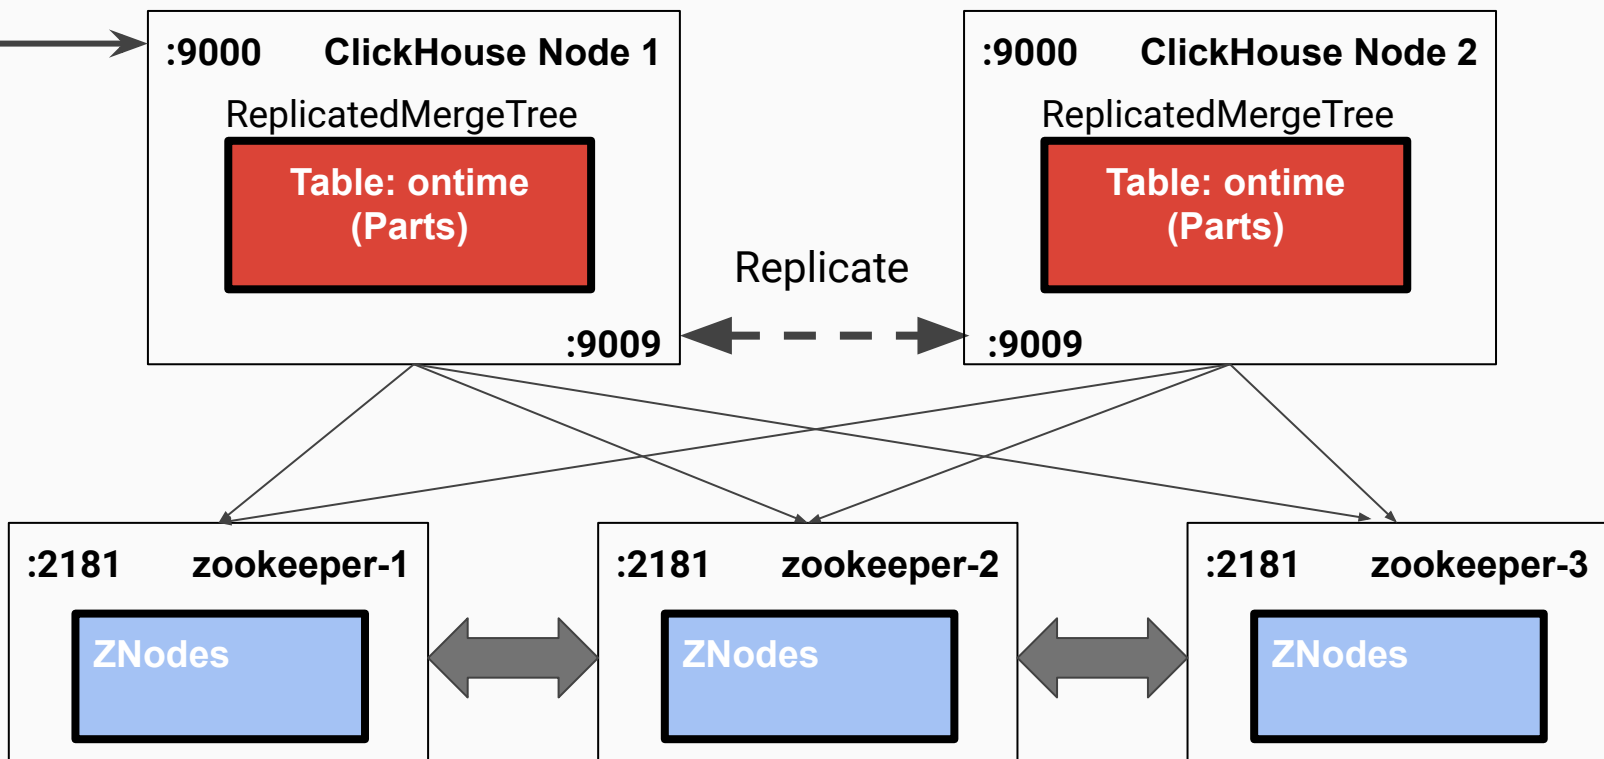 :9000 ClickHouse Node 1
ReplicatedMergeTree
Table: ontime
(Parts)
:9009
Replicate
:9000 ClickHouse Node 2
ReplicatedMergeTree
Table: ontime
(Parts)
:9009
:2181 zookeeper-1
ZNodes
:2181 zookeeper-2
ZNodes
:2181 zookeeper-3
ZNodes